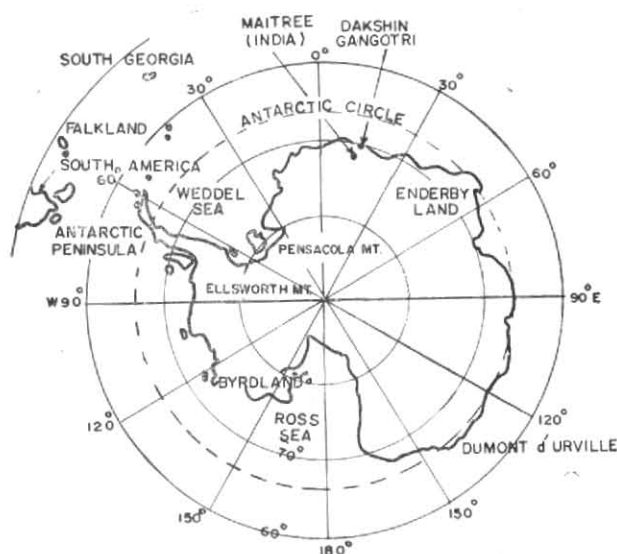 MAITREE
(INDIA)
DAKSHIN
GANGOTRI
SOUTH GEORGIA
0°
30°
30°
ANTARCTIC CIRCLE
FALKLAND
SOUTH AMERICA
60°
60°
WEDDEL
SEA
ENDERBY
LAND
ANTARCTIC
PENINSULA
PENSACOLA MT.
ELLSWORTH MT.
W90°
90°E
BYRDLAND
ROSS
SEA
120°
120°
DUMONT d'URVILLE
70°
150°
150°
60°
180°